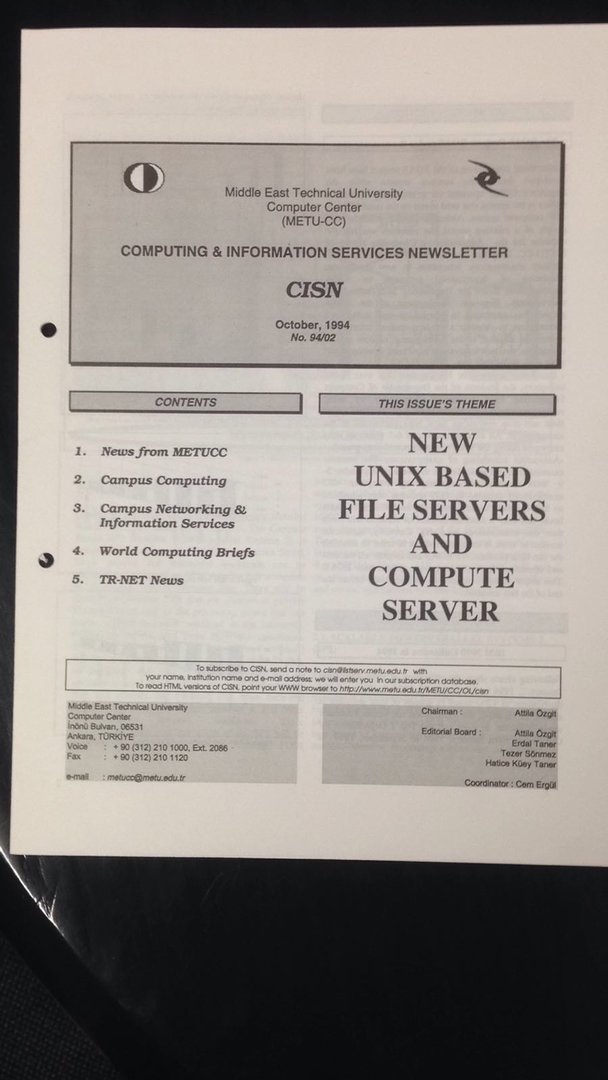 Middle East Technical University
Computer Center
(METU-CC)
COMPUTING & INFORMATION SERVICES NEWSLETTER
CISN
October, 1994
No. 94/02
CONTENTS
1. News from METUCC
2. Campus Computing
3. Campus Networking &
Information Services
4. World Computing Briefs
5. TR-NET News
THIS ISSUE'S THEME
NEW
UNIX BASED
FILE SERVERS
AND
COMPUTE
SERVER
To subscribe to CISN, send a note to cisn@listserv.metu.edu.tr with
your name, institution name and e-mail address; we will enter you in our subscription database.
To read HTML versions of CISN, point your WWW browser to http://www.metu.edu.tr/METU/CC/OL/cisn
Middle East Technical University
Computer Center
İnönü Bulvarı, 06531
Ankara, TÜRKİYE
Voice : + 90 (312) 210 1000, Ext. 2086
Fax : + 90 (312) 210 1120
e-mail : metucc@metu.edu.tr
Chairman : Attila Özgit
Editorial Board : Attila Özgit
Erdal Taner
Tezer Sönmez
Hatice Küey Taner
Coordinator : Cem Ergül